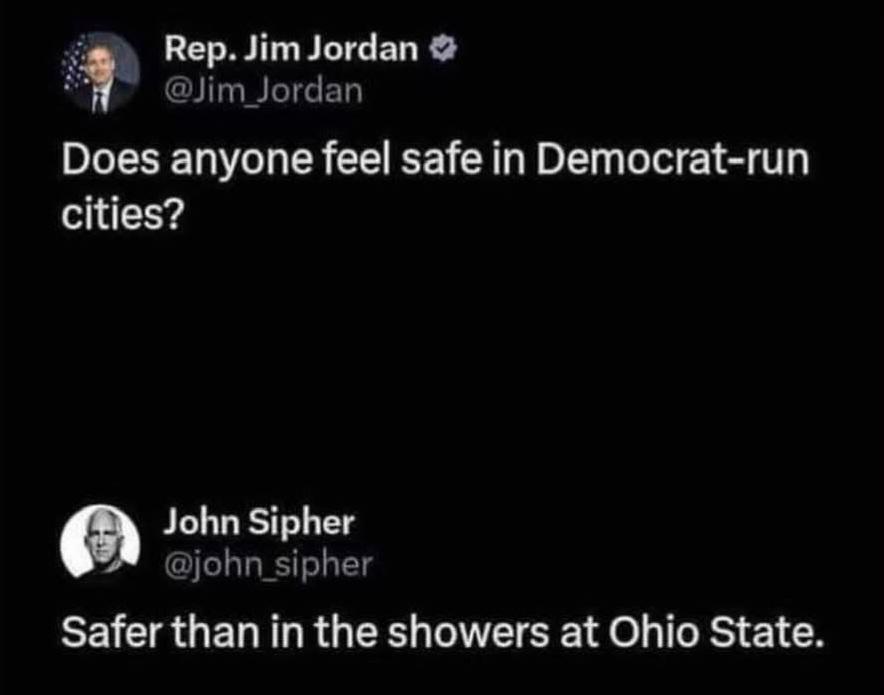 Rep. Jim Jordan
@Jim_Jordan
Does anyone feel safe in Democrat-run
cities?
John Sipher
@john_sipher
Safer than in the showers at Ohio State.